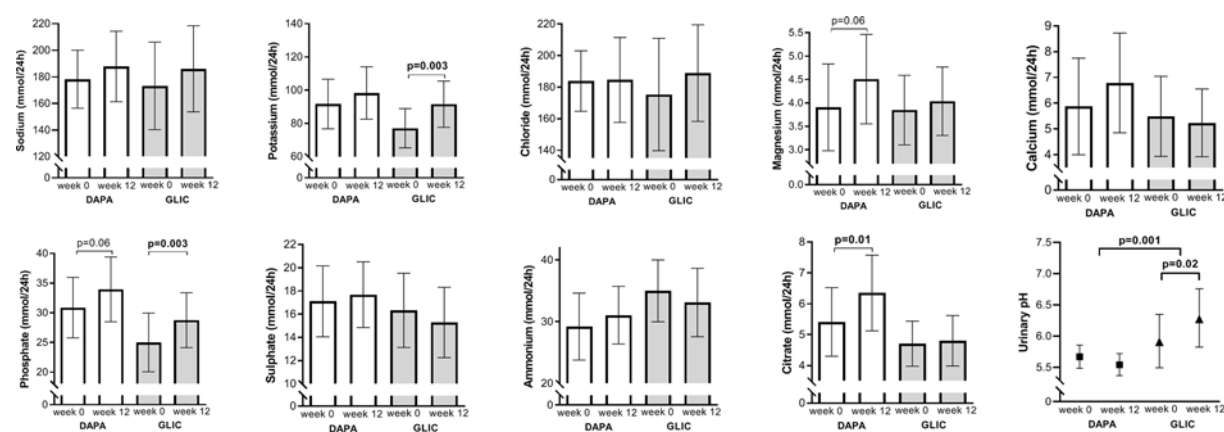 Sodium (mmol/24h)
220
200
180
160
140
120
0
week 0 week 12 week 0 week 12
DAPA GLIC
Potassium (mmol/24h)
140
120
100
80
60
0
p=0.003
week 0 week 12 week 0 week 12
DAPA GLIC
Chloride (mmol/24h)
220
200
180
160
140
0
week 0 week 12 week 0 week 12
DAPA GLIC
Magnesium (mmol/24h)
5.5
5.0
4.5
4.0
3.5
3.0
0.0
p=0.06
week 0 week 12 week 0 week 12
DAPA GLIC
Calcium (mmol/24h)
9
8
7
6
5
4
0
week 0 week 12 week 0 week 12
DAPA GLIC
Phosphate (mmol/24h)
40
35
30
25
20
0
p=0.06
p=0.003
week 0 week 12 week 0 week 12
DAPA GLIC
Sulphate (mmol/24h)
22
20
18
16
14
12
10
0
week 0 week 12 week 0 week 12
DAPA GLIC
Ammonium (mmol/24h)
40
30
20
0
week 0 week 12 week 0 week 12
DAPA GLIC
Citrate (mmol/24h)
8
7
6
5
4
0
p=0.01
week 0 week 12 week 0 week 12
DAPA GLIC
Urinary pH
7.5
7.0
6.5
6.0
5.5
0
p=0.001
p=0.02
week 0 week 12 week 0 week 12
DAPA GLIC